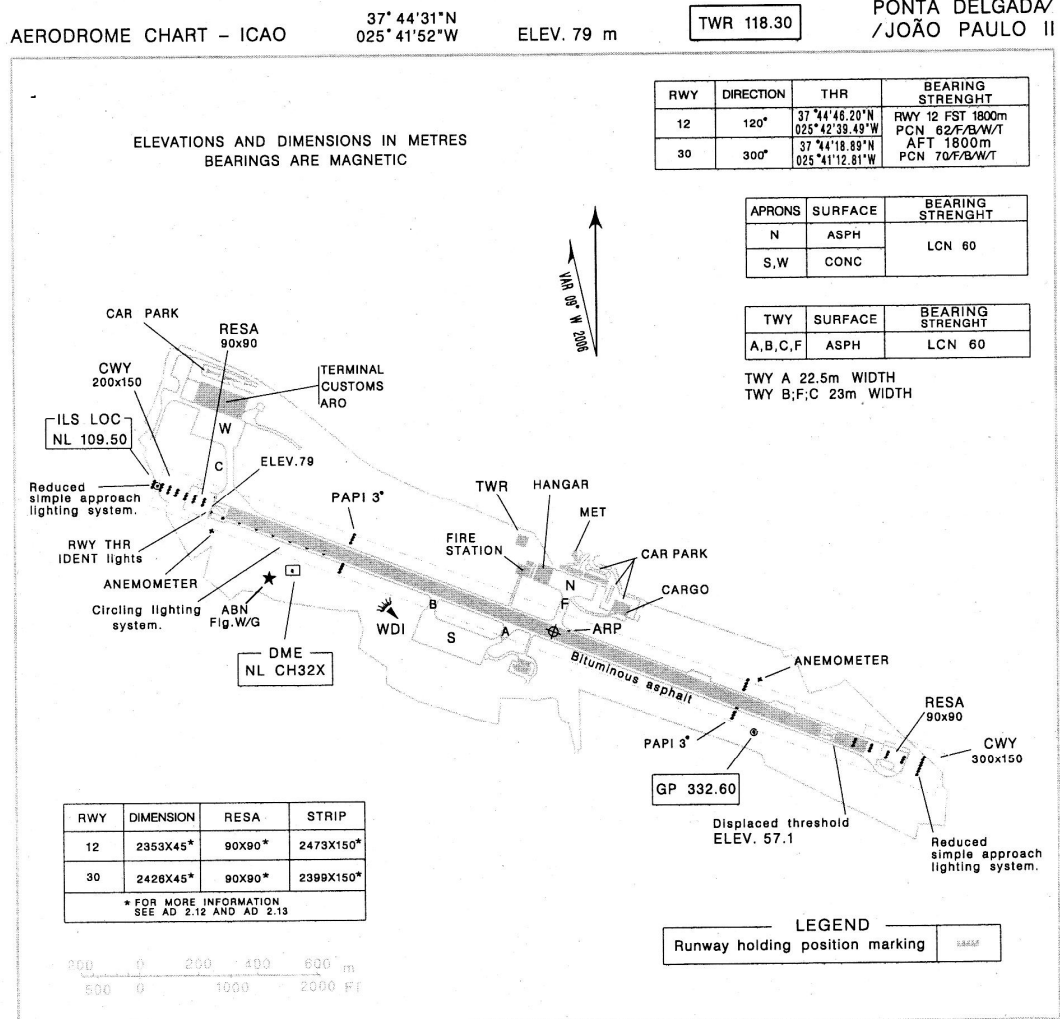 AERODROME CHART – ICAO
37° 44'31"N
025° 41'52"W
ELEV. 79 m
TWR 118.30
PONTA DELGADA/
/JOÃO PAULO II
ELEVATIONS AND DIMENSIONS IN METRES
BEARINGS ARE MAGNETIC
RWY DIRECTION THR BEARING STRENGHT
12 120° 37°44'46.20"N 025°42'39.49"W RWY 12 FST 1800m PCN 62/F/B/W/T
30 300° 37°44'18.89"N 025°41'12.81"W AFT 1800m PCN 70/F/B/W/T
APRONS SURFACE BEARING STRENGHT
N ASPH LCN 60
S,W CONC
TWY SURFACE BEARING STRENGHT
A,B,C,F ASPH LCN 60
TWY A 22.5m WIDTH
TWY B;F;C 23m WIDTH
VAR 09° W 2006
CAR PARK
RESA
90x90
CWY
200x150
TERMINAL
CUSTOMS
ARO
ILS LOC
NL 109.50
W
C
ELEV.79
Reduced
simple approach
lighting system.
PAPI 3°
RWY THR
IDENT lights
ANEMOMETER
Circling lighting
system.
ABN
Flg.W/G
DME
NL CH32X
WDI
TWR
HANGAR
MET
FIRE
STATION
CAR PARK
N
CARGO
F
B
S
A
ARP
Bituminous asphalt
ANEMOMETER
RESA
90x90
PAPI 3°
CWY
300x150
GP 332.60
Displaced threshold
ELEV. 57.1
Reduced
simple approach
lighting system.
RWY DIMENSION RESA STRIP
12 2353X45* 90X90* 2473X150*
30 2426X45* 90X90* 2399X150*
* FOR MORE INFORMATION
SEE AD 2.12 AND AD 2.13
LEGEND
Runway holding position marking
200 0 200 400 600 m
500 0 1000 2000 Ft